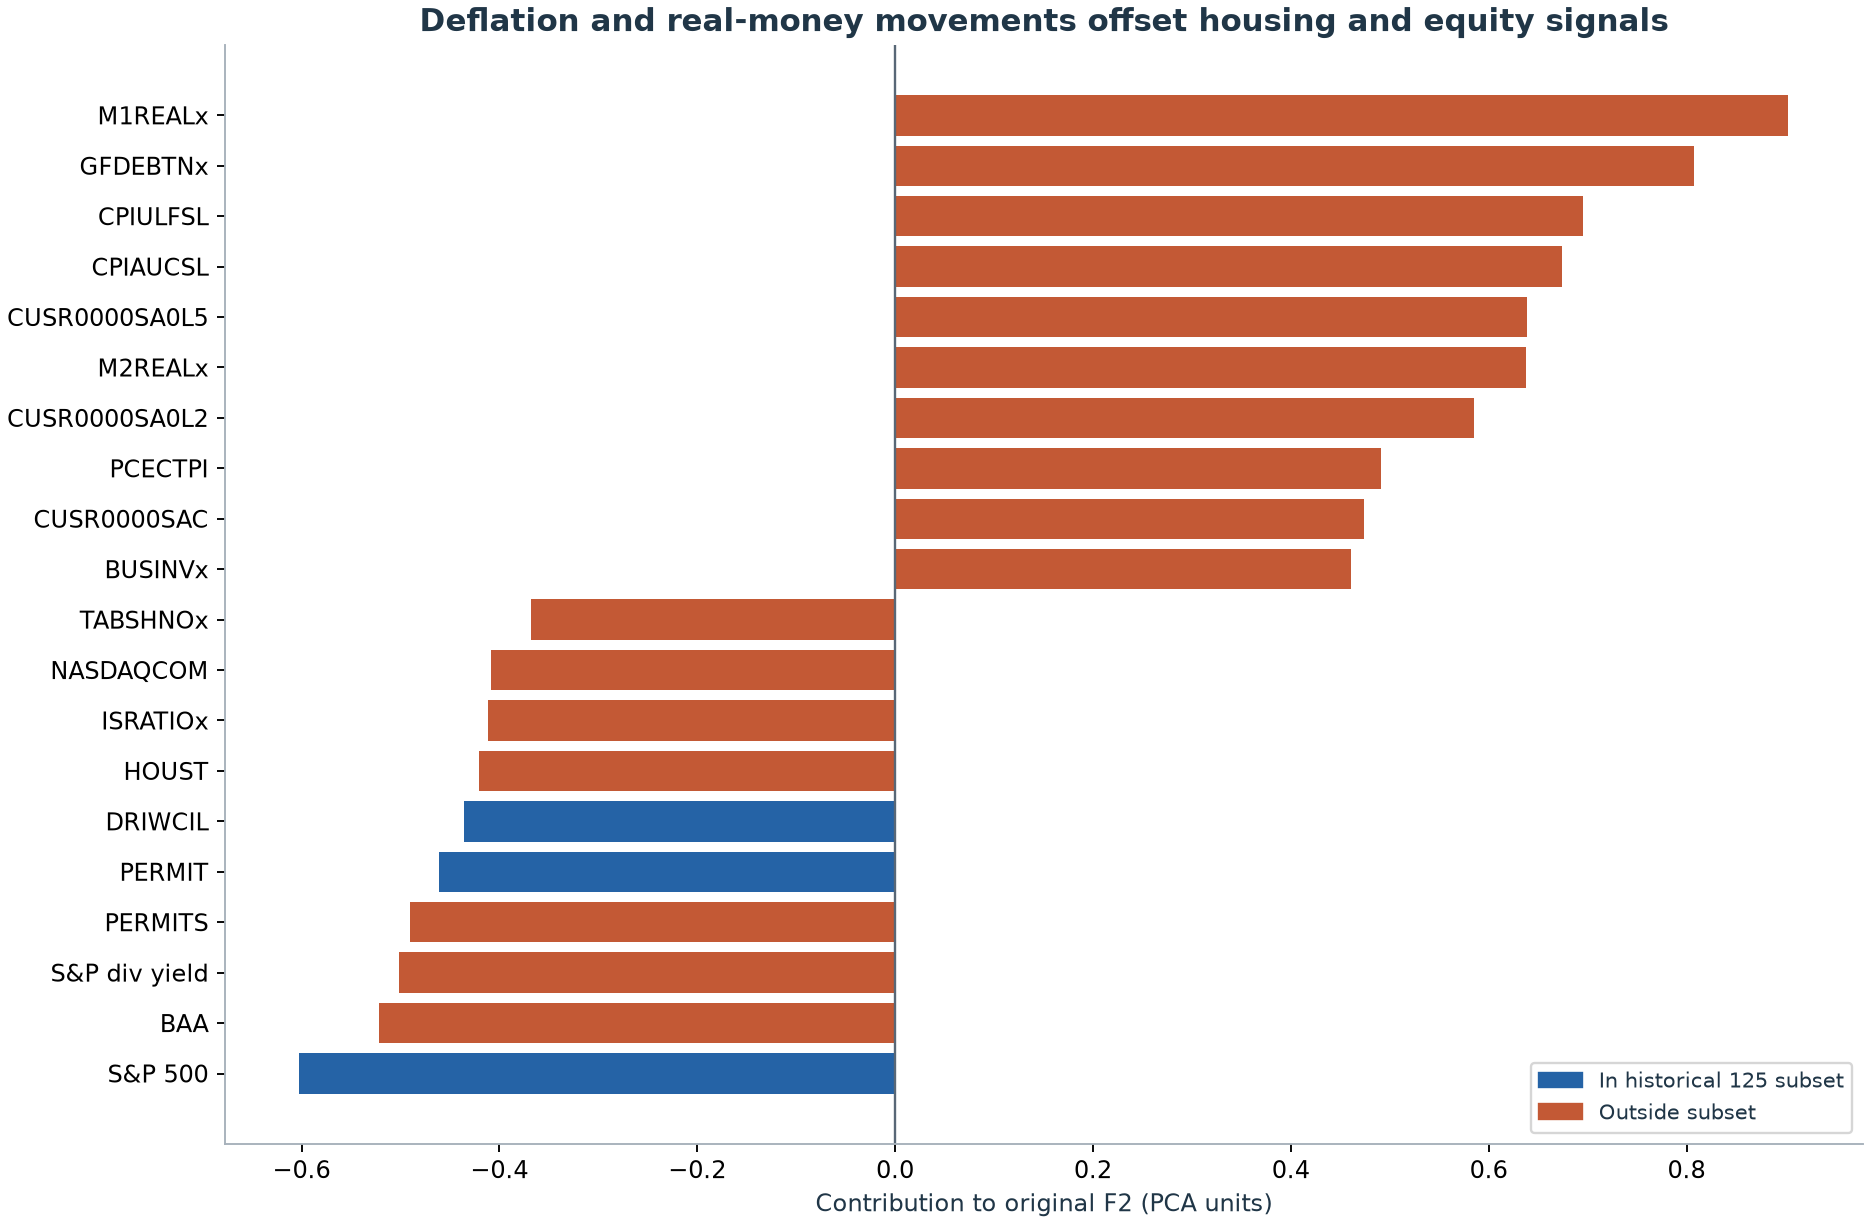 Deflation and real-money movements offset housing and equity signals
M1REALx
GFDEBTNx
CPIULFSL
CPIAUCSL
CUSR0000SA0L5
M2REALx
CUSR0000SA0L2
PCECTPI
CUSR0000SAC
BUSINVx
TABSHNOx
NASDAQCOM
ISRATIOx
HOUST
DRIWCIL
PERMIT
PERMITS
S&P div yield
BAA
S&P 500
In historical 125 subset
Outside subset
−0.6 −0.4 −0.2 0.0 0.2 0.4 0.6 0.8
Contribution to original F2 (PCA units)